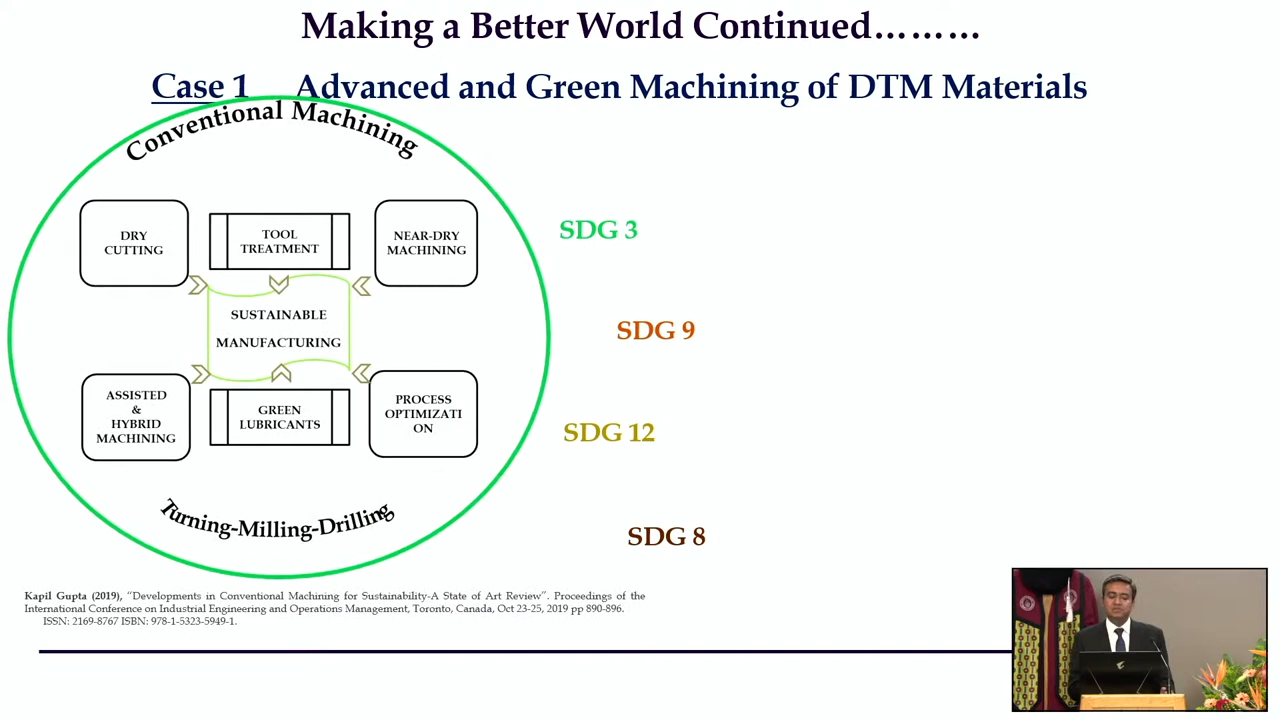 Making a Better World Continued………
Case 1 Advanced and Green Machining of DTM Materials
Conventional Machining
DRY
CUTTING
TOOL
TREATMENT
NEAR-DRY
MACHINING
SUSTAINABLE
MANUFACTURING
ASSISTED
&
HYBRID
MACHINING
GREEN
LUBRICANTS
PROCESS
OPTIMIZATI
ON
Turning-Milling-Drilling
SDG 3
SDG 9
SDG 12
SDG 8
Kapil Gupta (2019), “Developments in Conventional Machining for Sustainability-A State of Art Review”. Proceedings of the
International Conference on Industrial Engineering and Operations Management, Toronto, Canada, Oct 23-25, 2019 pp 890-896.
ISSN: 2169-8767 ISBN: 978-1-5323-5949-1.